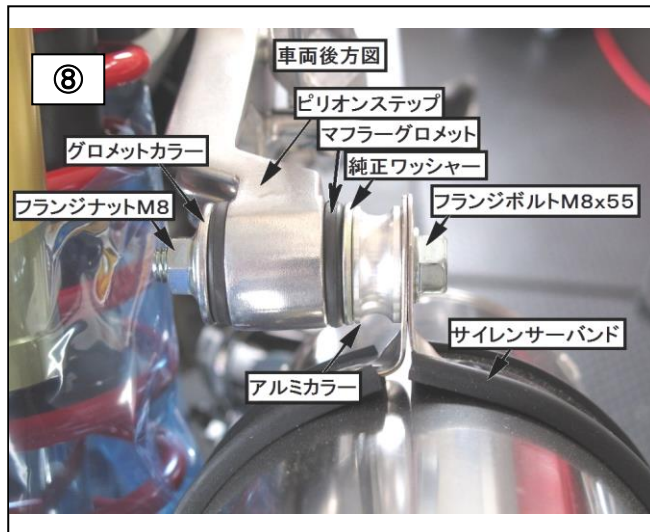 ⑧
車両後方図
ピリオンステップ
マフラーグロメット
グロメットカラー
純正ワッシャー
フランジナットM8
フランジボルトM8x55
サイレンサーバンド
アルミカラー